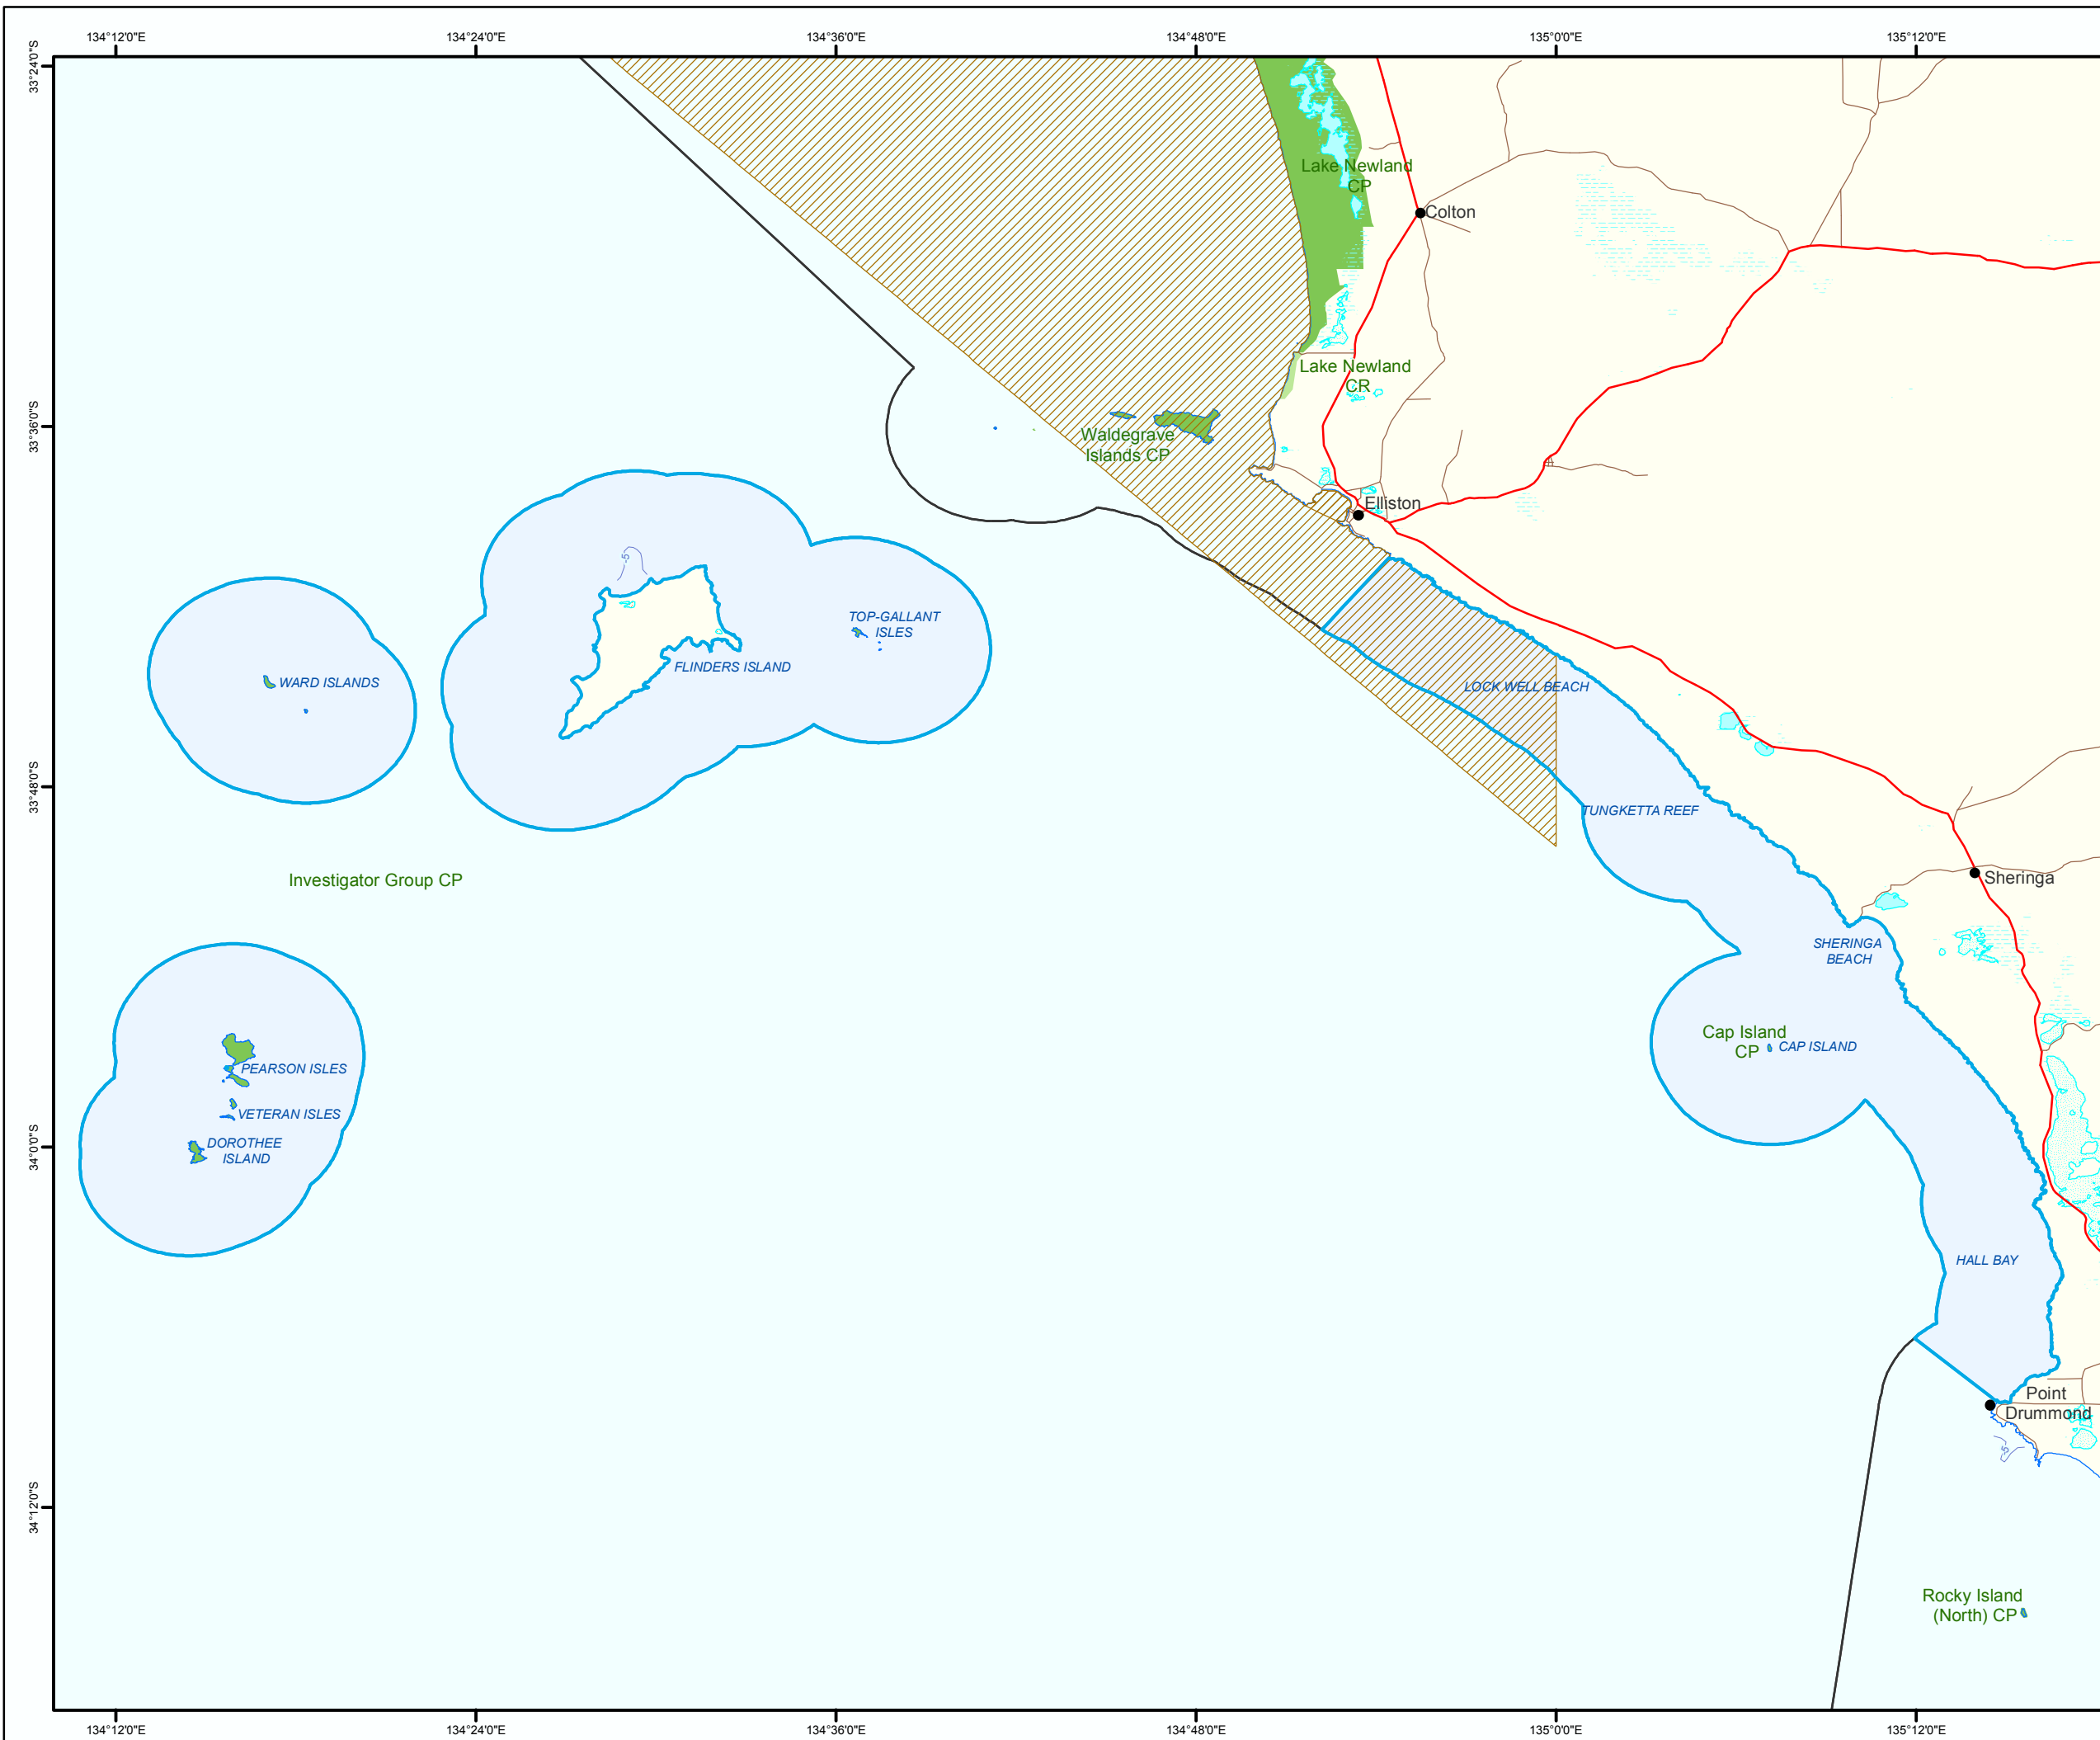 134°12'0"E
134°24'0"E
134°36'0"E
134°48'0"E
135°0'0"E
135°12'0"E
33°24'0"S
33°36'0"S
33°48'0"S
34°0'0"S
34°12'0"S
Lake Newland
CP
Colton
Lake Newland
CR
Waldegrave
Islands CP
Elliston
-5
TOP-GALLANT
ISLES
FLINDERS ISLAND
WARD ISLANDS
LOCK WELL BEACH
TUNGKETTA REEF
Investigator Group CP
Sheringa
SHERINGA
BEACH
Cap Island
CP
CAP ISLAND
PEARSON ISLES
VETERAN ISLES
DOROTHEE
ISLAND
HALL BAY
Point
Drummond
-5
Rocky Island
(North) CP
134°12'0"E
134°24'0"E
134°36'0"E
134°48'0"E
135°0'0"E
135°12'0"E